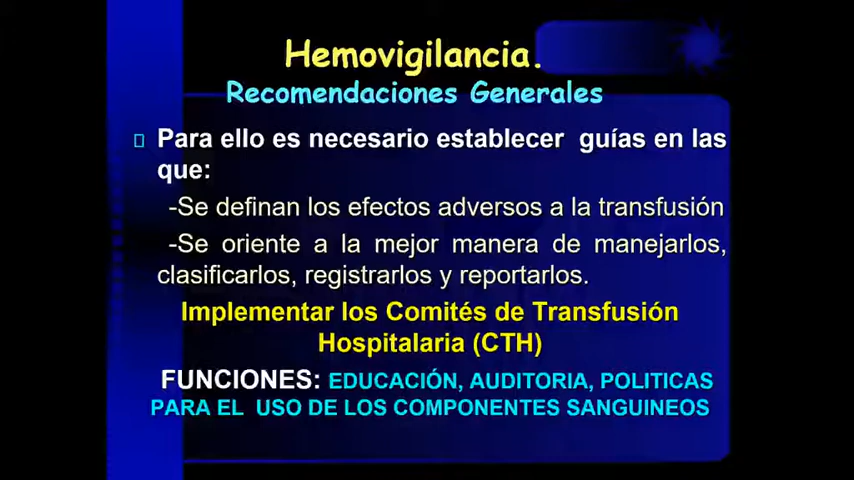 Hemovigilancia.
Recomendaciones Generales
Para ello es necesario establecer guías en las
que:
-Se definan los efectos adversos a la transfusión
-Se oriente a la mejor manera de manejarlos,
clasificarlos, registrarlos y reportarlos.
Implementar los Comités de Transfusión
Hospitalaria (CTH)
FUNCIONES: EDUCACIÓN, AUDITORIA, POLITICAS
PARA EL USO DE LOS COMPONENTES SANGUINEOS